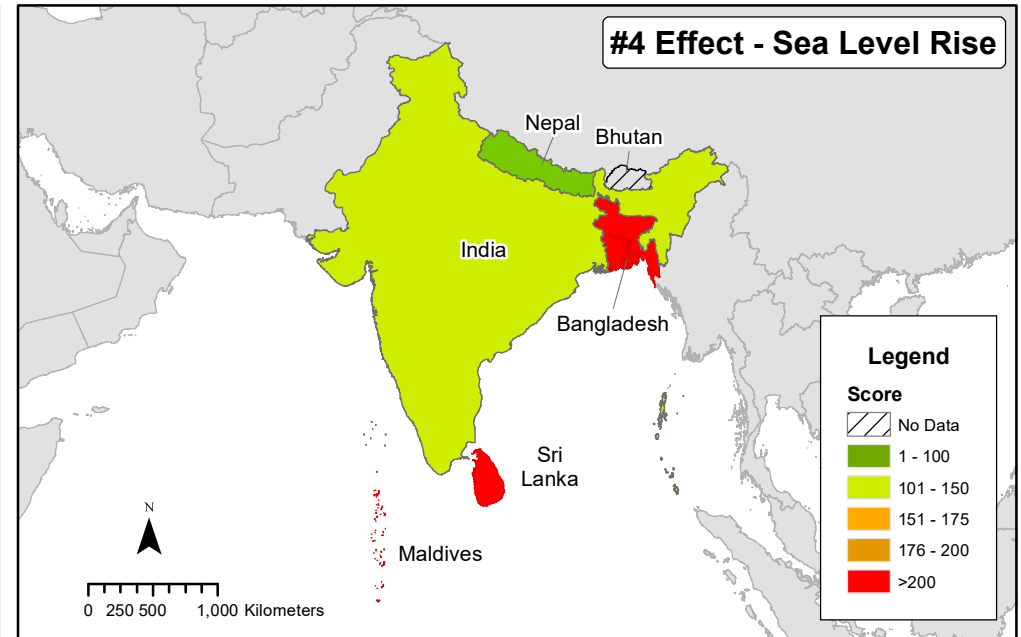 #4 Effect - Sea Level Rise
Nepal
Bhutan
India
Bangladesh
Sri
Lanka
Maldives
N
0 250 500 1,000 Kilometers
Legend
Score
No Data
1 - 100
101 - 150
151 - 175
176 - 200
>200